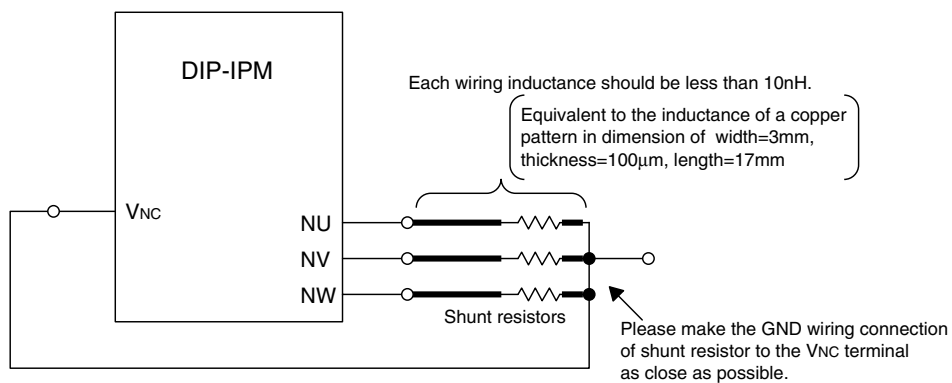 DIP-IPM
Each wiring inductance should be less than 10nH.
Equivalent to the inductance of a copper
pattern in dimension of width=3mm,
thickness=100μm, length=17mm
VNC
NU
NV
NW
Shunt resistors
Please make the GND wiring connection
of shunt resistor to the VNC terminal
as close as possible.